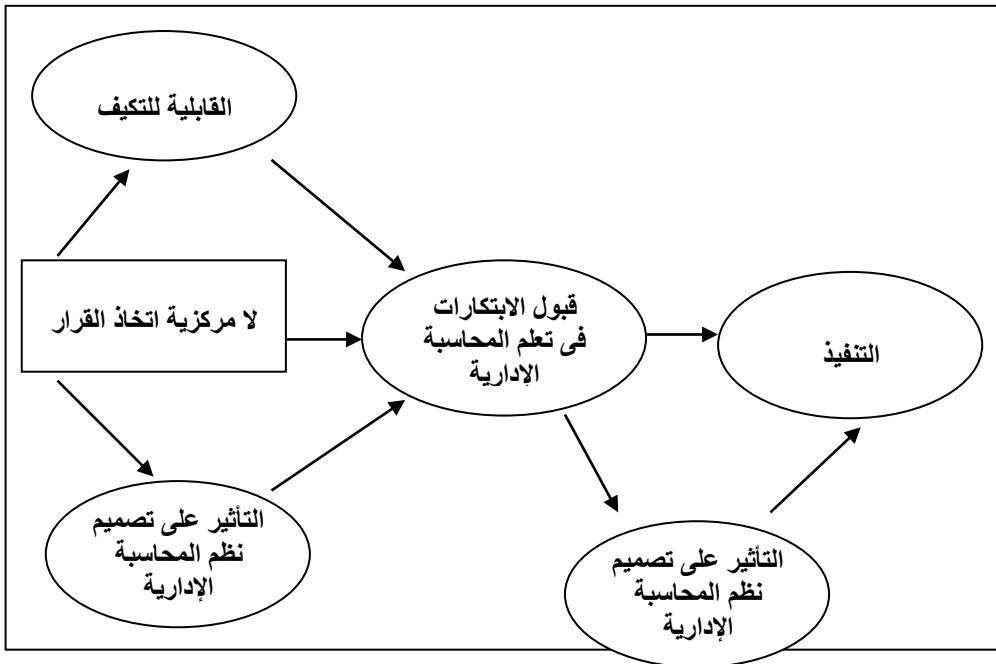 القابلية للتكيف
لا مركزية اتخاذ القرار
قبول الابتكارات
فى تعلم المحاسبة
الإدارية
التنفيذ
التأثير على تصميم
نظم المحاسبة
الإدارية
التأثير على تصميم
نظم المحاسبة
الإدارية